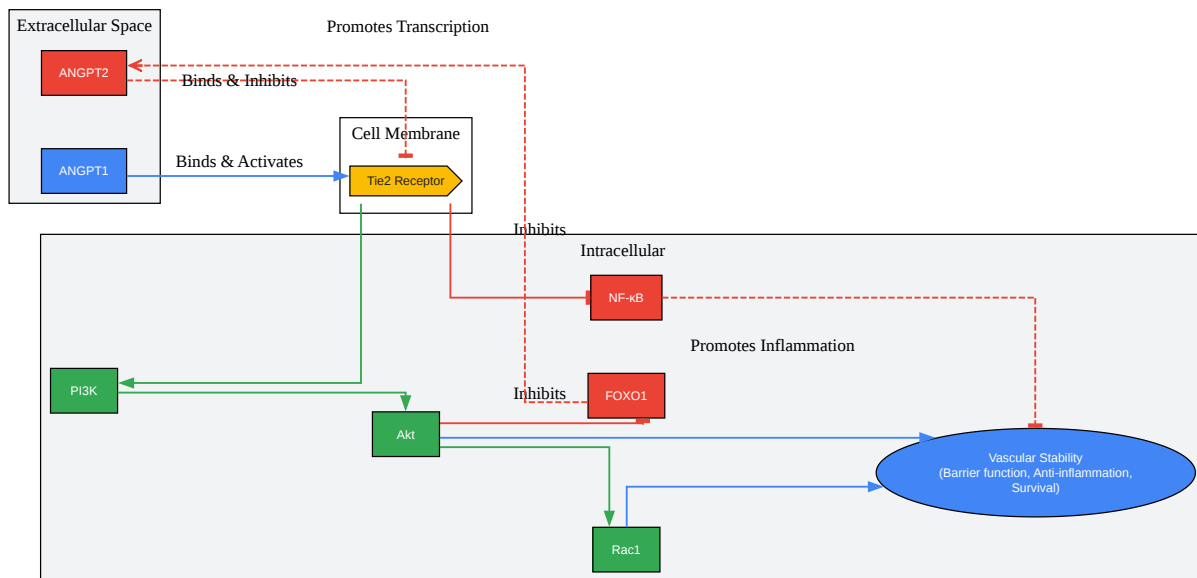 Extracellular Space
Promotes Transcription
ANGPT2
Binds & Inhibits
Cell Membrane
Binds & Activates
ANGPT1
Tie2 Receptor
Inhibits
Intracellular
NF-κB
Promotes Inflammation
PI3K
Inhibits
FOXO1
Akt
Vascular Stability
(Barrier function, Anti-inflammation,
Survival)
Rac1